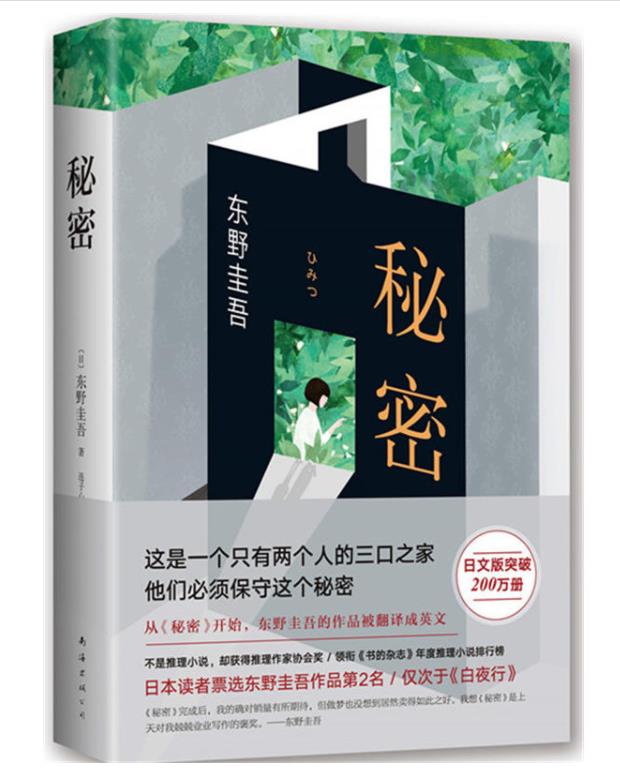 秘密
〔日〕东野圭吾 著
南海出版公司
东野圭吾
ひみつ
秘密
这是一个只有两个人的三口之家
他们必须保守这个秘密
日文版突破
200万册
从《秘密》开始，东野圭吾的作品被翻译成英文
不是推理小说，却获得推理作家协会奖 / 领衔《书的杂志》年度推理小说排行榜
日本读者票选东野圭吾作品第2名 / 仅次于《白夜行》
《秘密》完成后，我的确对销量有所期待，但做梦也没想到居然卖得如此之好。我想《秘密》是上
天对我兢兢业业写作的褒奖。——东野圭吾